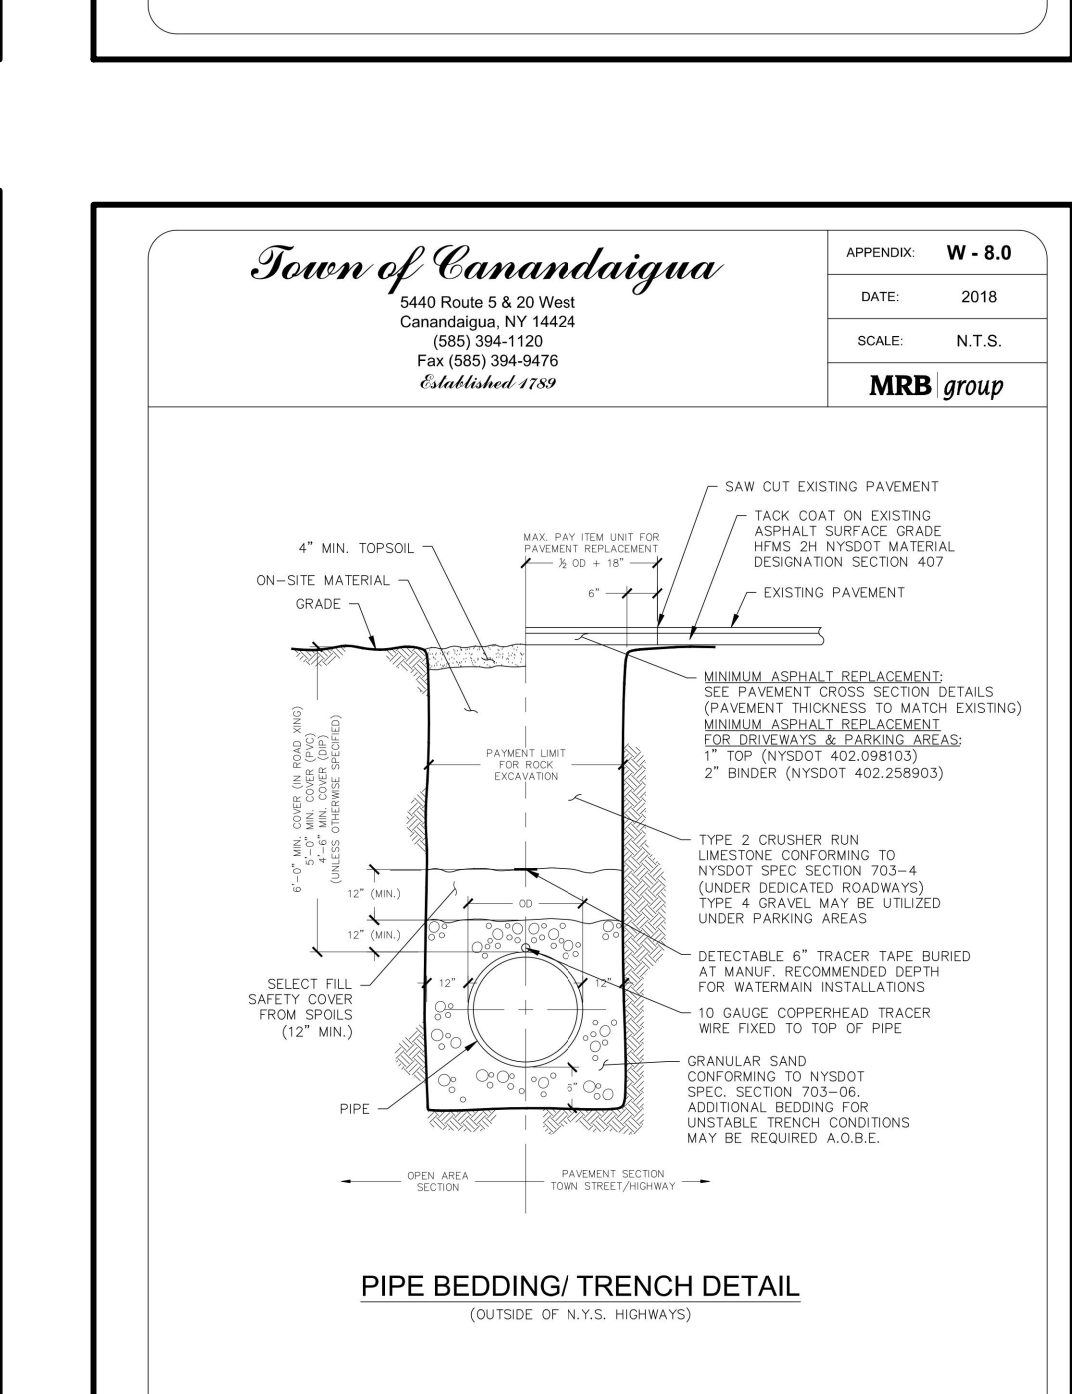 Town of Canandaigua
5440 Route 5 & 20 West
Canandaigua, NY 14424
(585) 394-1120
Fax (585) 394-9476
Established 1789
APPENDIX: W - 8.0
DATE: 2018
SCALE: N.T.S.
MRB group
SAW CUT EXISTING PAVEMENT
TACK COAT ON EXISTING
ASPHALT SURFACE GRADE
HFMS 2H NYSDOT MATERIAL
DESIGNATION SECTION 407
MAX. PAY ITEM UNIT FOR
PAVEMENT REPLACEMENT
½ OD + 18"
6"
4" MIN. TOPSOIL
ON-SITE MATERIAL
GRADE
EXISTING PAVEMENT
MINIMUM ASPHALT REPLACEMENT:
SEE PAVEMENT CROSS SECTION DETAILS
(PAVEMENT THICKNESS TO MATCH EXISTING)
MINIMUM ASPHALT REPLACEMENT
FOR DRIVEWAYS & PARKING AREAS:
1" TOP (NYSDOT 402.098103)
2" BINDER (NYSDOT 402.258903)
PAYMENT LIMIT
FOR ROCK
EXCAVATION
6'-0" MIN. COVER (IN ROAD XING)
5'-0" MIN. COVER (PVC)
4'-6" MIN. COVER (DIP)
(UNLESS OTHERWISE SPECIFIED)
TYPE 2 CRUSHER RUN
LIMESTONE CONFORMING TO
NYSDOT SPEC SECTION 703-4
(UNDER DEDICATED ROADWAYS)
TYPE 4 GRAVEL MAY BE UTILIZED
UNDER PARKING AREAS
12" (MIN.)
OD
12" (MIN.)
DETECTABLE 6" TRACER TAPE BURIED
AT MANUF. RECOMMENDED DEPTH
FOR WATERMAIN INSTALLATIONS
SELECT FILL
SAFETY COVER
FROM SPOILS
(12" MIN.)
12"
12"
10 GAUGE COPPERHEAD TRACER
WIRE FIXED TO TOP OF PIPE
GRANULAR SAND
CONFORMING TO NYSDOT
SPEC. SECTION 703-06.
ADDITIONAL BEDDING FOR
UNSTABLE TRENCH CONDITIONS
MAY BE REQUIRED A.O.B.E.
6"
PIPE
OPEN AREA
SECTION
PAVEMENT SECTION
TOWN STREET/HIGHWAY
PIPE BEDDING/ TRENCH DETAIL
(OUTSIDE OF N.Y.S. HIGHWAYS)